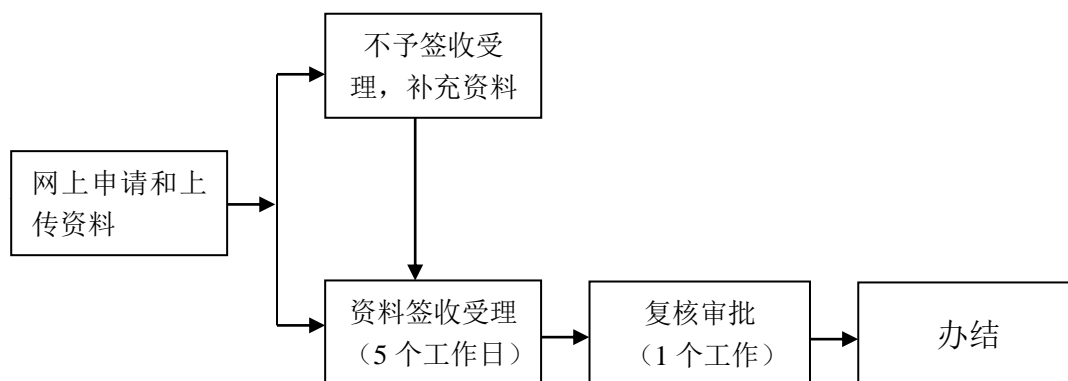 不予签收受
理，补充资料
网上申请和上
传资料
资料签收受理
（5 个工作日）
复核审批
（1 个工作）
办结